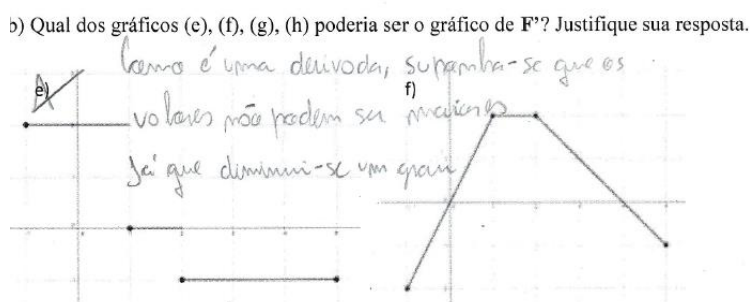 b) Qual dos gráficos (e), (f), (g), (h) poderia ser o gráfico de F’? Justifique sua resposta.
Como é uma derivada, suponha-se que os
e)
f)
valores não podem ser maiores
Já que diminui-se um grau